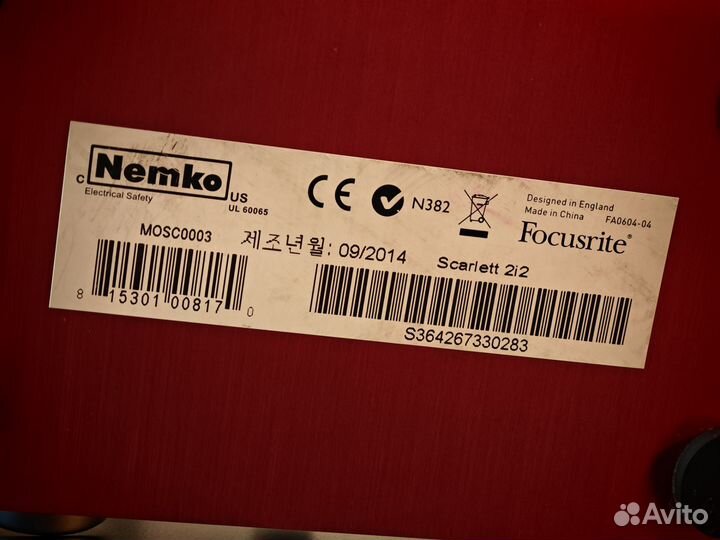 c Nemko US
Electrical Safety
UL 60065
CE N382
Designed in England
Made in China FA0604-04
Focusrite®
MOSC0003 제조년월: 09/2014 Scarlett 2i2
8 15301 00817 0
S364267330283
Avito